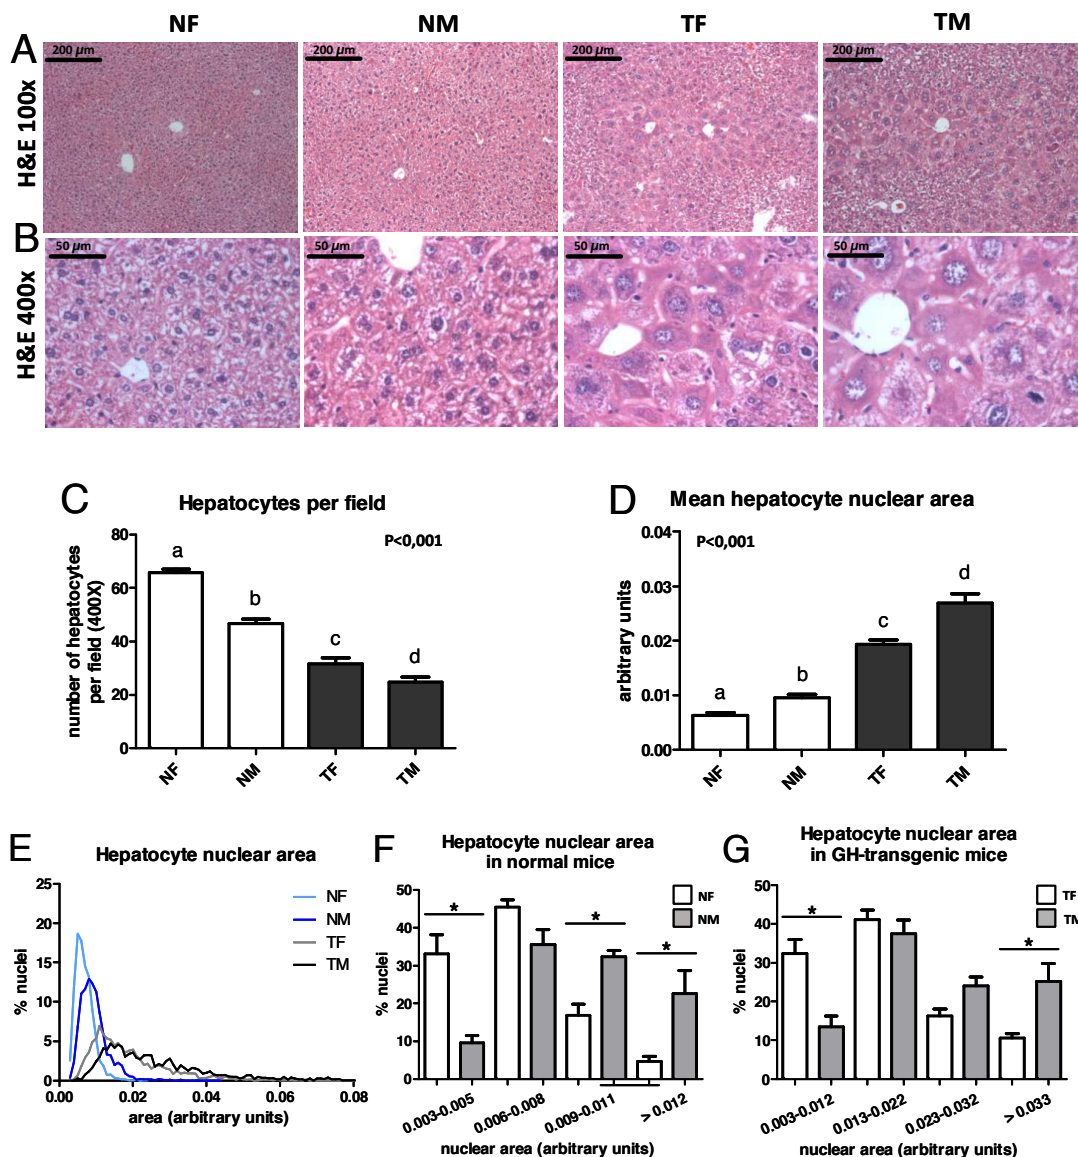 NF NM TF TM
A
H&E 100x
200 µm 200 µm 200 µm 200 µm
B
H&E 400x
50 µm 50 µm 50 µm 50 µm
C
Hepatocytes per field
P<0,001
number of hepatocytes
per field (400X)
80
60
40
20
0
a
b
c
d
NF NM TF TM
D
Mean hepatocyte nuclear area
P<0,001
arbitrary units
0.04
0.03
0.02
0.01
0.00
a
b
c
d
NF NM TF TM
E
Hepatocyte nuclear area
% nuclei
25
20
15
10
5
0
NF
NM
TF
TM
0.00 0.02 0.04 0.06 0.08
area (arbitrary units)
F
Hepatocyte nuclear area
in normal mice
% nuclei
50
40
30
20
10
0
NF
NM
* * *
0.003-0.005 0.006-0.008 0.009-0.011 > 0.012
nuclear area (arbitrary units)
G
Hepatocyte nuclear area
in GH-transgenic mice
% nuclei
50
40
30
20
10
0
TF
TM
* *
0.003-0.012 0.013-0.022 0.023-0.032 > 0.033
nuclear area (arbitrary units)